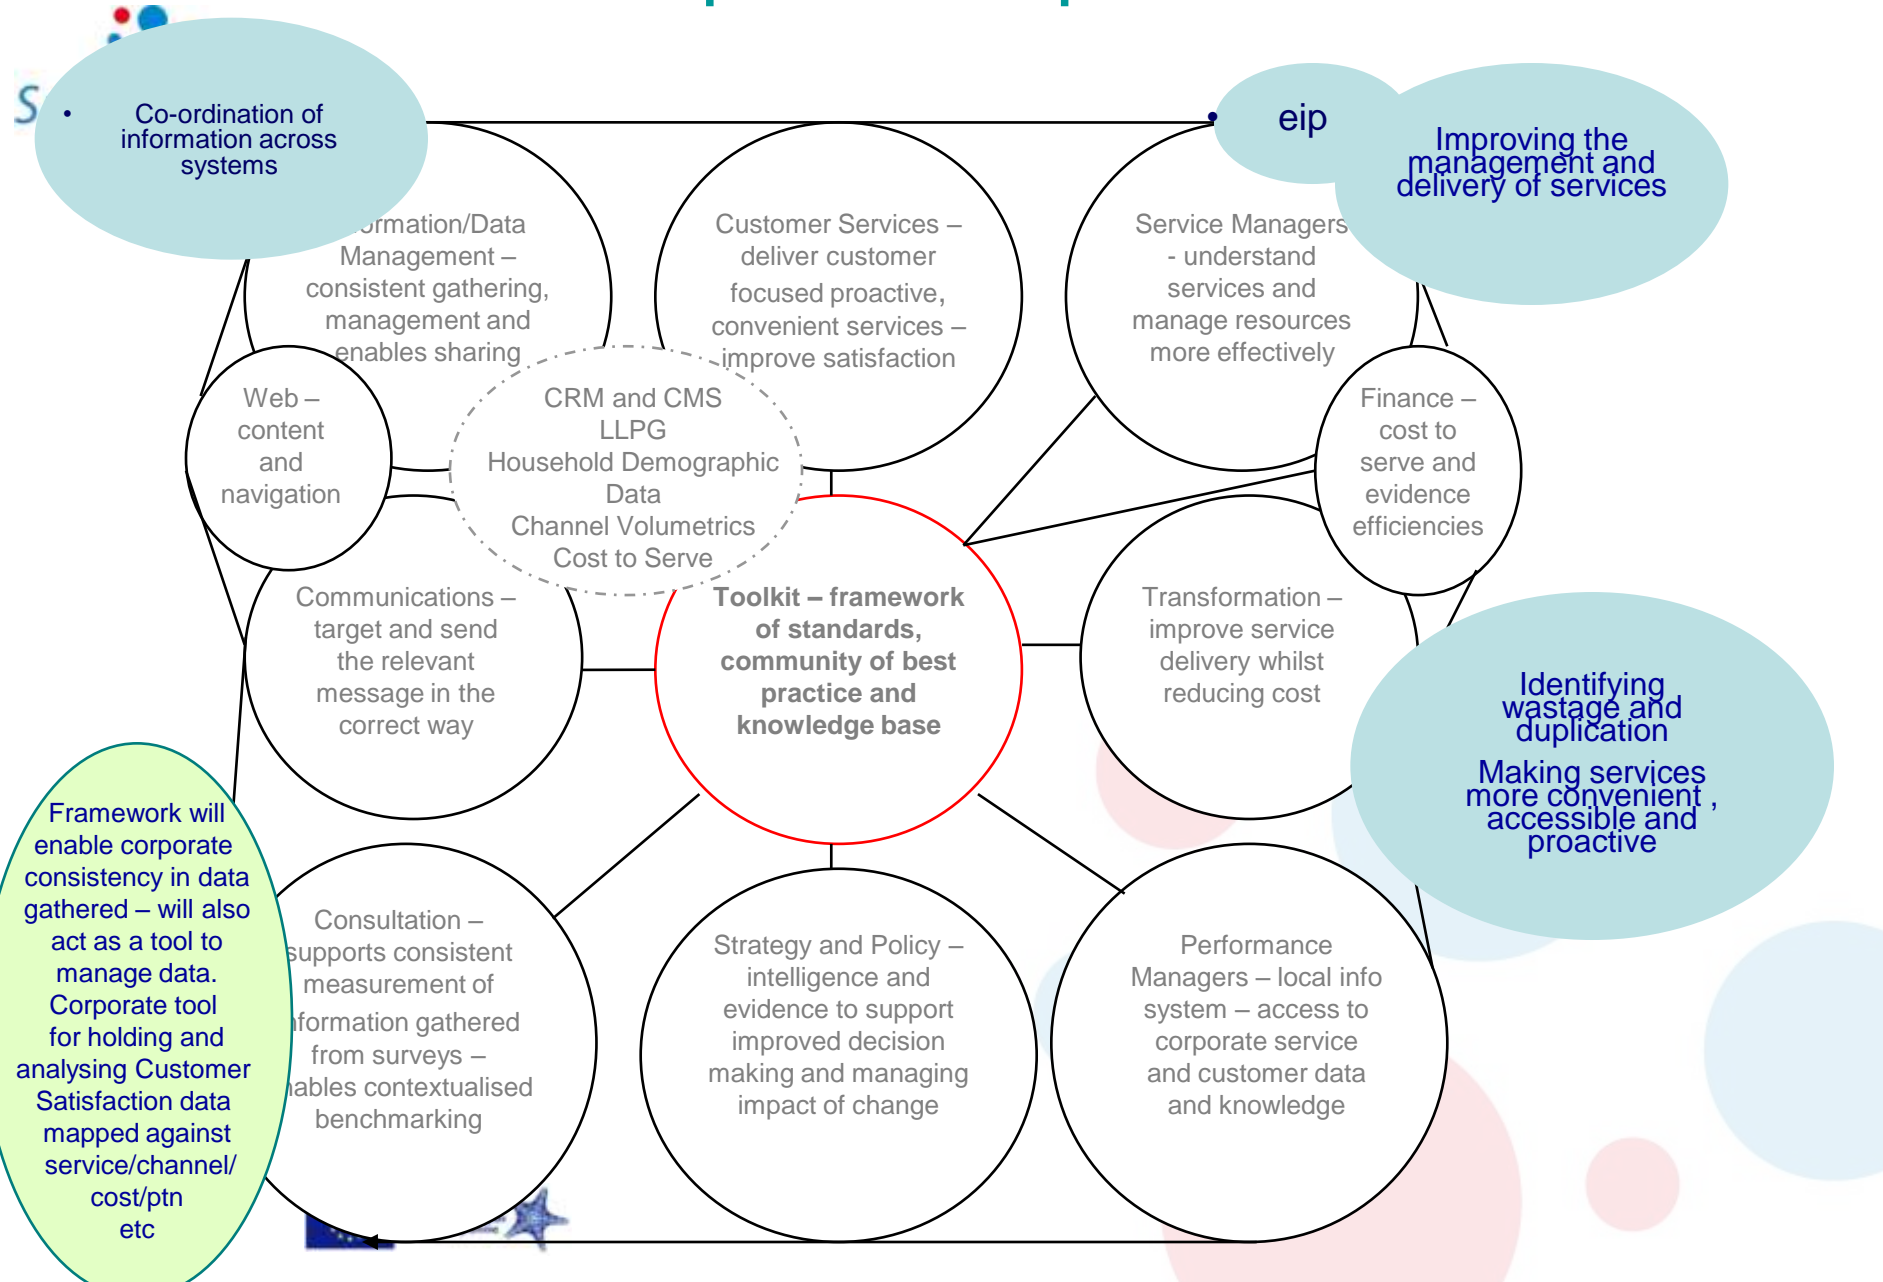 S
• Co-ordination of
information across
systems
• eip
Improving the
management and
delivery of services
Management –
consistent gathering,
management and
enables sharing
Customer Services –
deliver customer
focused proactive,
convenient services –
improve satisfaction
Service Managers
- understand
services and
manage resources
more effectively
Web –
content
and
navigation
CRM and CMS
LLPG
Household Demographic
Data
Channel Volumetrics
Cost to Serve
Finance –
cost to
serve and
evidence
efficiencies
Communications –
target and send
the relevant
message in the
correct way
Toolkit – framework
of standards,
community of best
practice and
knowledge base
Transformation –
improve service
delivery whilst
reducing cost
Identifying
wastage and
duplication
Making services
more convenient ,
accessible and
proactive
Framework will
enable corporate
consistency in data
gathered – will also
act as a tool to
manage data.
Corporate tool
for holding and
analysing Customer
Satisfaction data
mapped against
service/channel/
cost/ptn
etc
Consultation –
supports consistent
measurement of
gathered
from surveys –
contextualised
benchmarking
Strategy and Policy –
intelligence and
evidence to support
improved decision
making and managing
impact of change
Performance
Managers – local info
system – access to
corporate service
and customer data
and knowledge